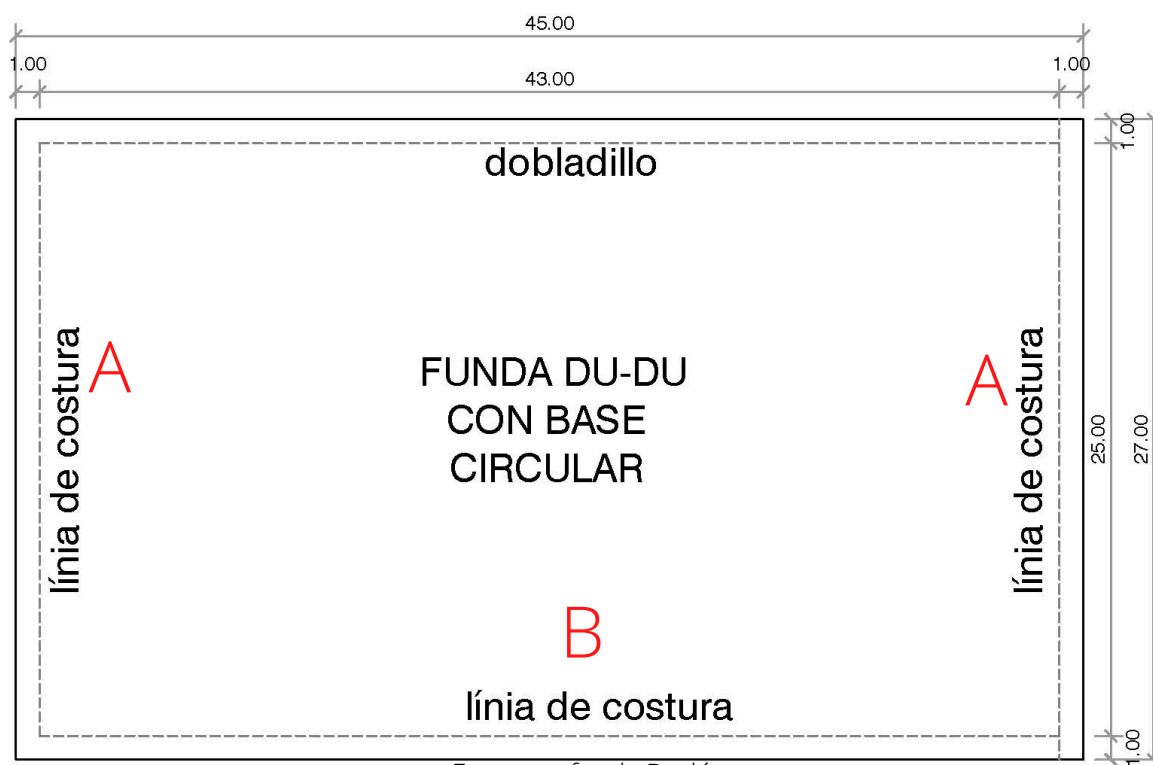 45.00
1.00
43.00
1.00
1.00
dobladillo
línia de costura
A
FUNDA DU-DU
CON BASE
CIRCULAR
A
línia de costura
25.00
27.00
B
línia de costura
1.00